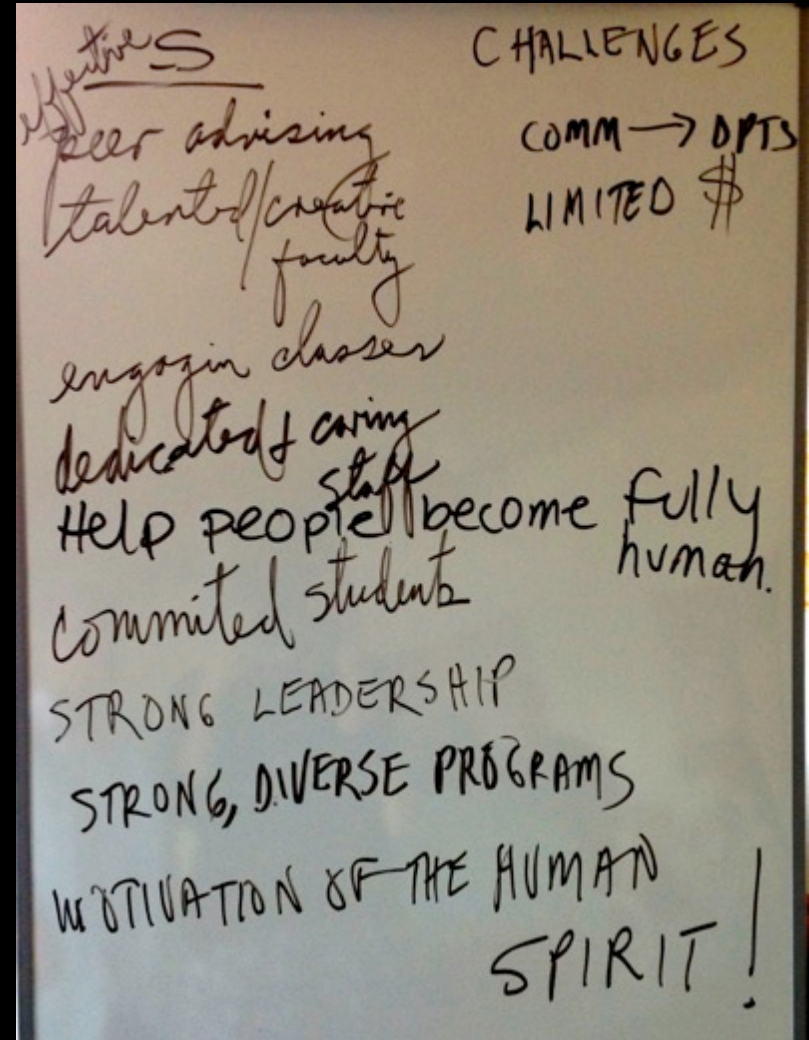 S
effective
peer advising
talented/creative
faculty
engagin classes
dedicated & caring
staff
Help people become fully
human.
commited students
STRONG LEADERSHIP
STRONG, DIVERSE PROGRAMS
MOTIVATION OF THE HUMAN
SPIRIT!
CHALLENGES
COMM → DPTS
LIMITED $